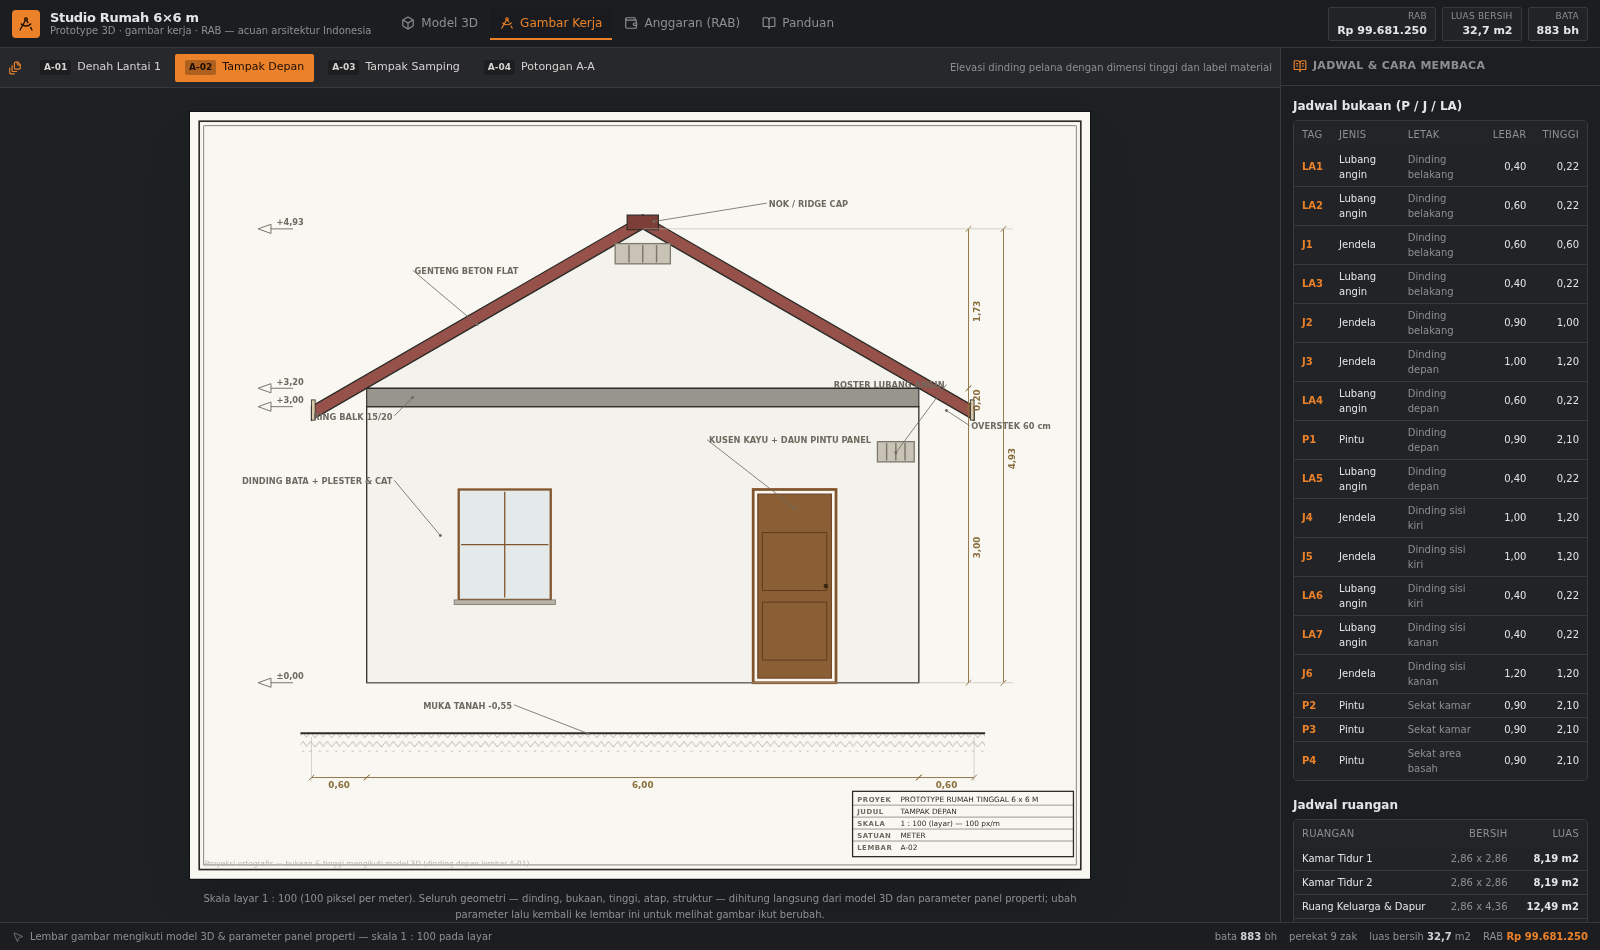 Studio Rumah 6×6 m
Prototype 3D · gambar kerja · RAB — acuan arsitektur Indonesia
Model 3D
Gambar Kerja
Anggaran (RAB)
Panduan
RAB
Rp 99.681.250
LUAS BERSIH
32,7 m2
BATA
883 bh
A-01 Denah Lantai 1
A-02 Tampak Depan
A-03 Tampak Samping
A-04 Potongan A-A
Elevasi dinding pelana dengan dimensi tinggi dan label material
NOK / RIDGE CAP
+4,93
GENTENG BETON FLAT
1,73
+3,20
ROSTER LUBANG
+3,00
0,20
RING BALK 15/20
OVERSTEK 60 cm
KUSEN KAYU + DAUN PINTU PANEL
4,93
DINDING BATA + PLESTER & CAT
3,00
±0,00
MUKA TANAH -0,55
0,60
6,00
0,60
PROYEK PROTOTYPE RUMAH TINGGAL 6 x 6 M
JUDUL TAMPAK DEPAN
SKALA 1 : 100 (layar) — 100 px/m
SATUAN METER
LEMBAR A-02
Proyeksi ortografis — bukaan & tinggi mengikuti model 3D (dinding depan lembar A-01)
Skala layar 1 : 100 (100 piksel per meter). Seluruh geometri — dinding, bukaan, tinggi, atap, struktur — dihitung langsung dari model 3D dan parameter panel properti; ubah
parameter lalu kembali ke lembar ini untuk melihat gambar ikut berubah.
JADWAL & CARA MEMBACA
Jadwal bukaan (P / J / LA)
TAG JENIS LETAK LEBAR TINGGI
LA1 Lubang angin Dinding belakang 0,40 0,22
LA2 Lubang angin Dinding belakang 0,60 0,22
J1 Jendela Dinding belakang 0,60 0,60
LA3 Lubang angin Dinding belakang 0,40 0,22
J2 Jendela Dinding belakang 0,90 1,00
J3 Jendela Dinding depan 1,00 1,20
LA4 Lubang angin Dinding depan 0,60 0,22
P1 Pintu Dinding depan 0,90 2,10
LA5 Lubang angin Dinding depan 0,40 0,22
J4 Jendela Dinding sisi kiri 1,00 1,20
J5 Jendela Dinding sisi kiri 1,00 1,20
LA6 Lubang angin Dinding sisi kiri 0,40 0,22
LA7 Lubang angin Dinding sisi kanan 0,40 0,22
J6 Jendela Dinding sisi kanan 1,20 1,20
P2 Pintu Sekat kamar 0,90 2,10
P3 Pintu Sekat kamar 0,90 2,10
P4 Pintu Sekat area basah 0,90 2,10
Jadwal ruangan
RUANGAN BERSIH LUAS
Kamar Tidur 1 2,86 x 2,86 8,19 m2
Kamar Tidur 2 2,86 x 2,86 8,19 m2
Ruang Keluarga & Dapur 2,86 x 4,36 12,49 m2
Lembar gambar mengikuti model 3D & parameter panel properti — skala 1 : 100 pada layar
bata 883 bh perekat 9 zak luas bersih 32,7 m2 RAB Rp 99.681.250